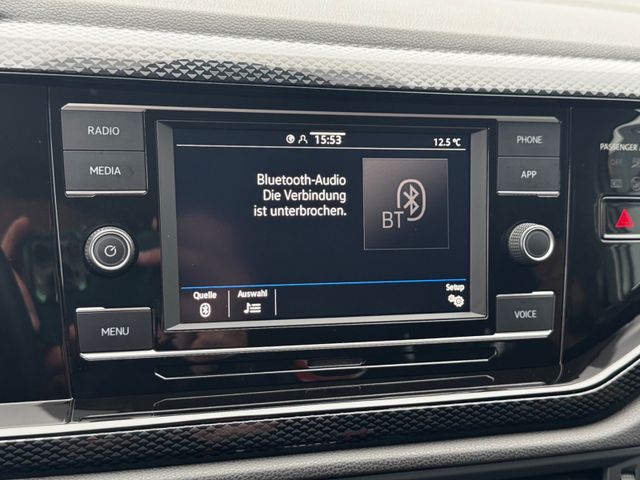 RADIO
MEDIA
MENU
15:53
12.5 °C
Bluetooth-Audio
Die Verbindung
ist unterbrochen.
BT
Quelle
Auswahl
Setup
PHONE
APP
VOICE
PASSENGER
OFF